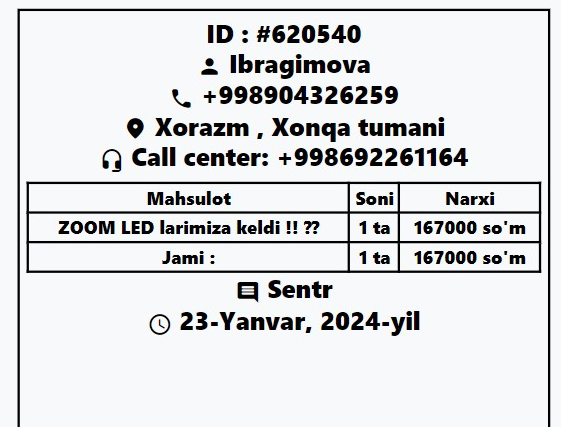 ID : #620540
Ibragimova
+998904326259
Xorazm , Xonqa tumani
Call center: +998692261164
Mahsulot Soni Narxi
ZOOM LED larimiza keldi !! ?? 1 ta 167000 so'm
Jami : 1 ta 167000 so'm
Sentr
23-Yanvar, 2024-yil